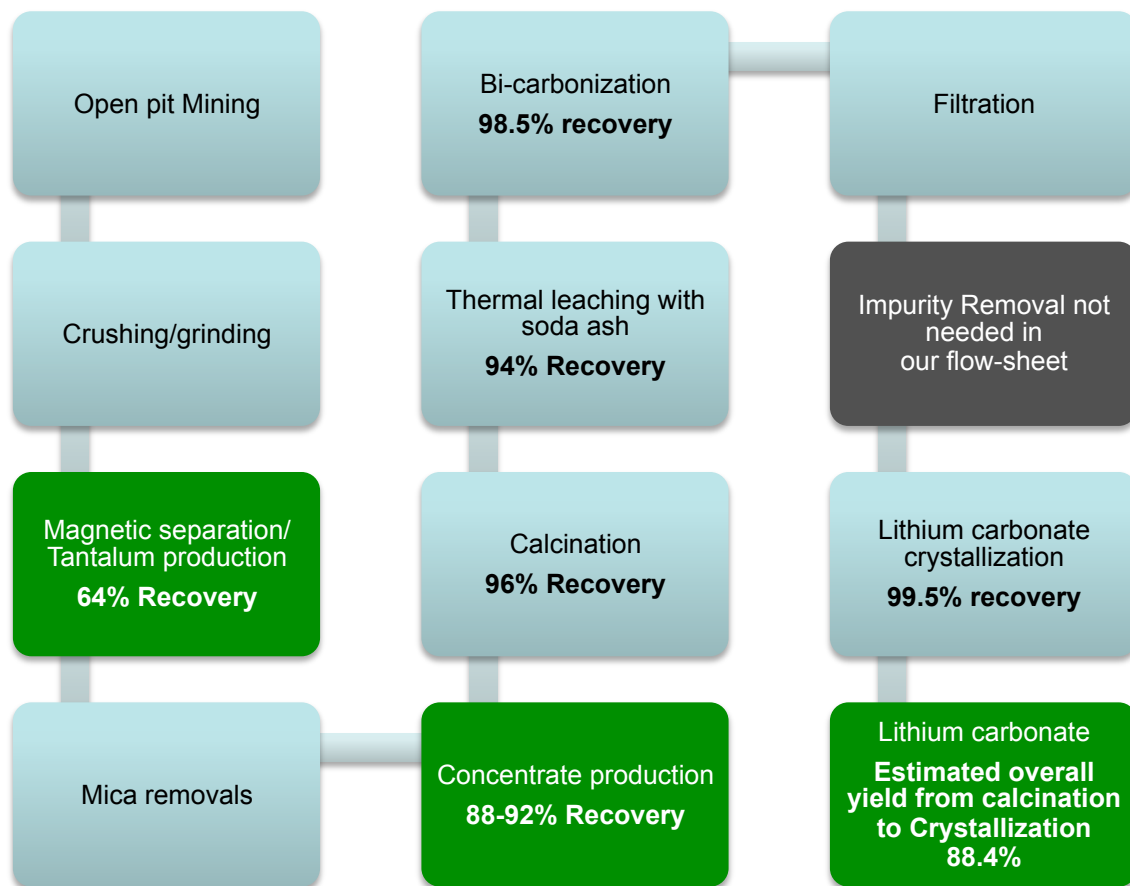 Open pit Mining
Crushing/grinding
Magnetic separation/
Tantalum production
64% Recovery
Mica removals
Concentrate production
88-92% Recovery
Calcination
96% Recovery
Thermal leaching with
soda ash
94% Recovery
Bi-carbonization
98.5% recovery
Filtration
Impurity Removal not
needed in
our flow-sheet
Lithium carbonate
crystallization
99.5% recovery
Lithium carbonate
Estimated overall
yield from calcination
to Crystallization
88.4%